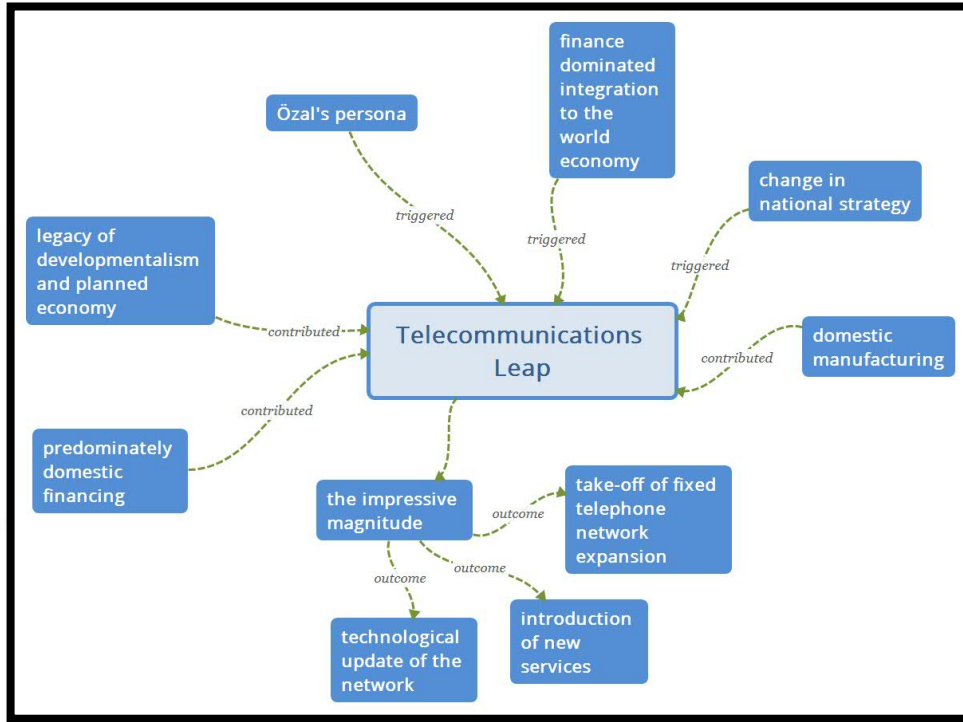 finance
dominated
integration
to the
world
economy
Özal's persona
change in
national strategy
triggered
triggered
triggered
legacy of
developmentalism
and planned
economy
contributed
Telecommunications
Leap
domestic
manufacturing
contributed
contributed
predominately
domestic
financing
the impressive
magnitude
take-off of fixed
telephone
network
expansion
outcome
outcome
outcome
technological
update of the
network
introduction
of new
services